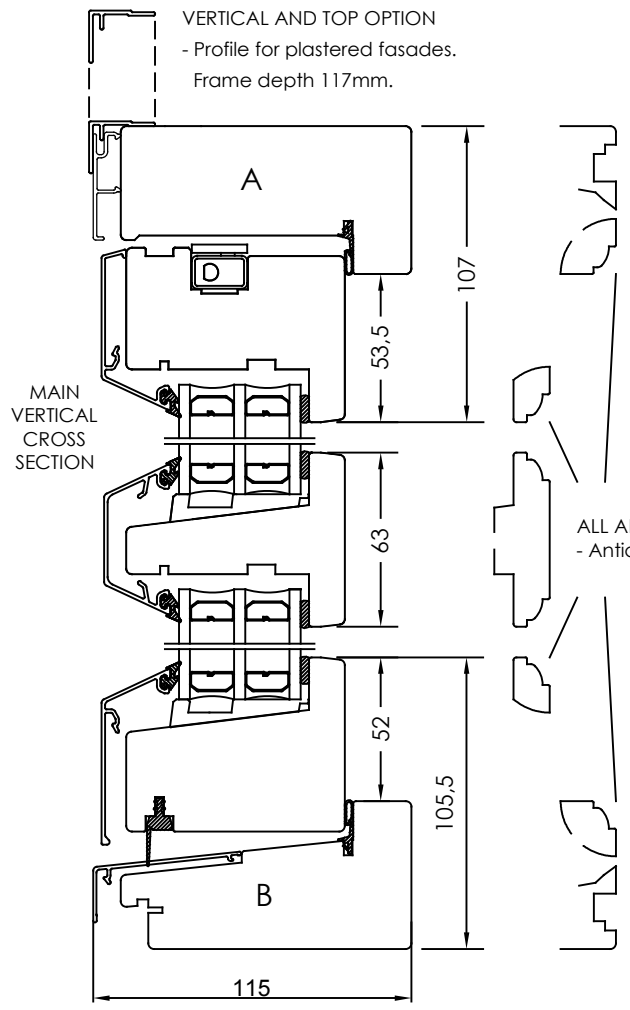 VERTICAL AND TOP OPTION
- Profile for plastered fasades.
Frame depth 117mm.
A
107
53,5
MAIN
VERTICAL
CROSS
SECTION
63
ALL
- 
52
105,5
B
115